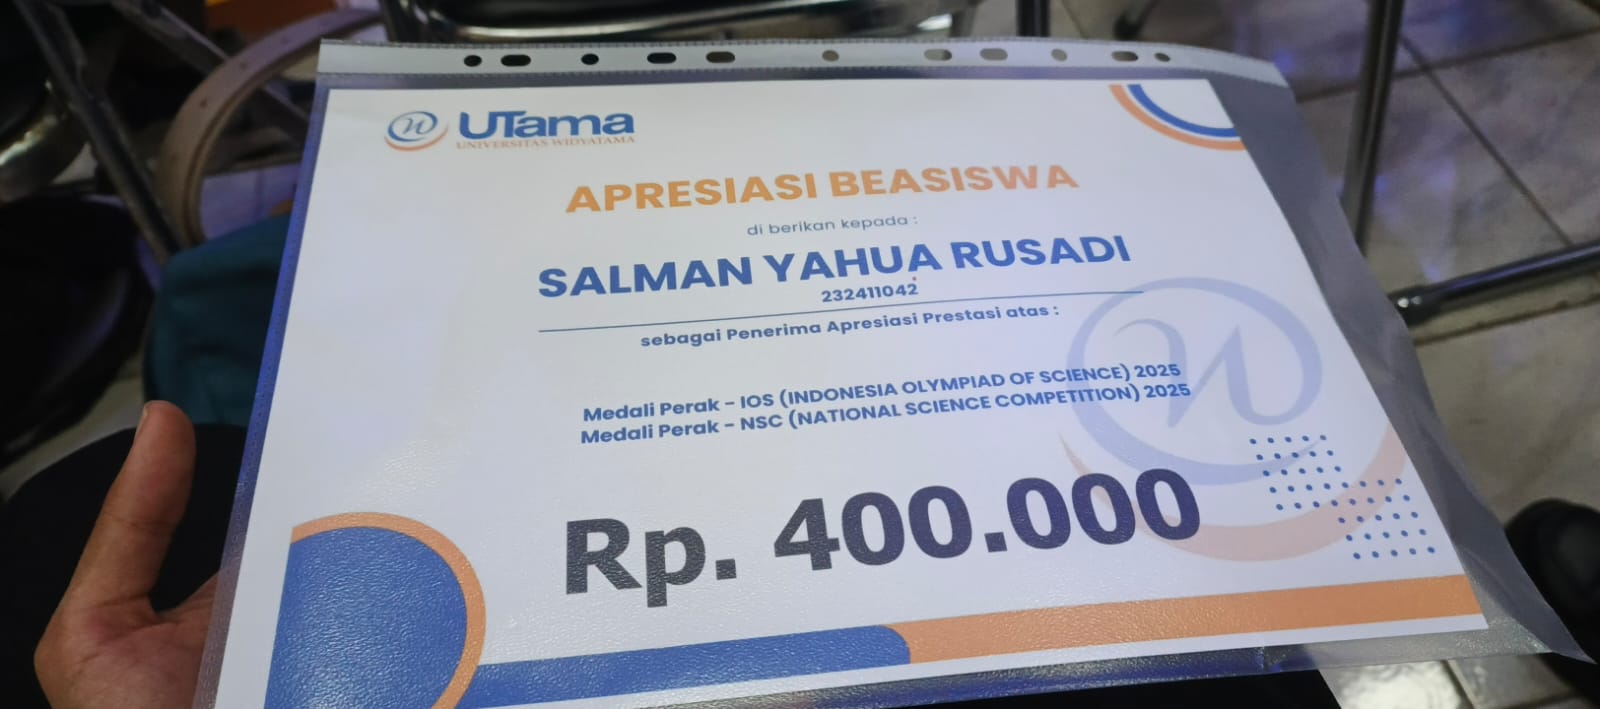 UTama
UNIVERSITAS WIDYATAMA
APRESIASI BEASISWA
di berikan kepada :
SALMAN YAHUA RUSADI
232411042
sebagai Penerima Apresiasi Prestasi atas :
Medali Perak - IOS (INDONESIA OLYMPIAD OF SCIENCE) 2025
Medali Perak - NSC (NATIONAL SCIENCE COMPETITION) 2025
Rp. 400.000